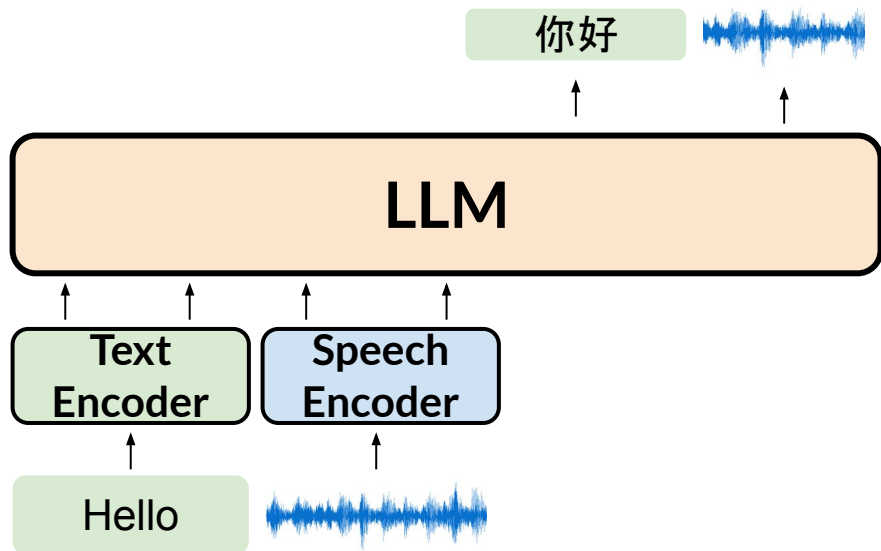 你好
LLM
Text
Encoder
Speech
Encoder
Hello